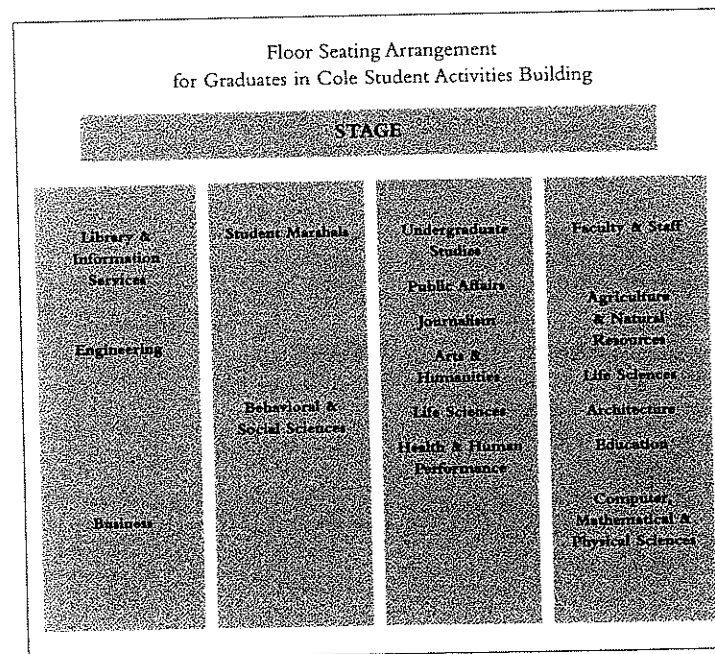 Floor Seating Arrangement
for Graduates in Cole Student Activities Building
STAGE
Library &
Information
Services
Engineering
Business
Student Marshals
Behavioral &
Social Sciences
Undergraduate
Studies
Public Affairs
Journalism
Arts &
Humanities
Life Sciences
Health & Human
Performance
Faculty & Staff
Agriculture
& Natural
Resources
Life Sciences
Architecture
Education
Computer,
Mathematical &
Physical Sciences